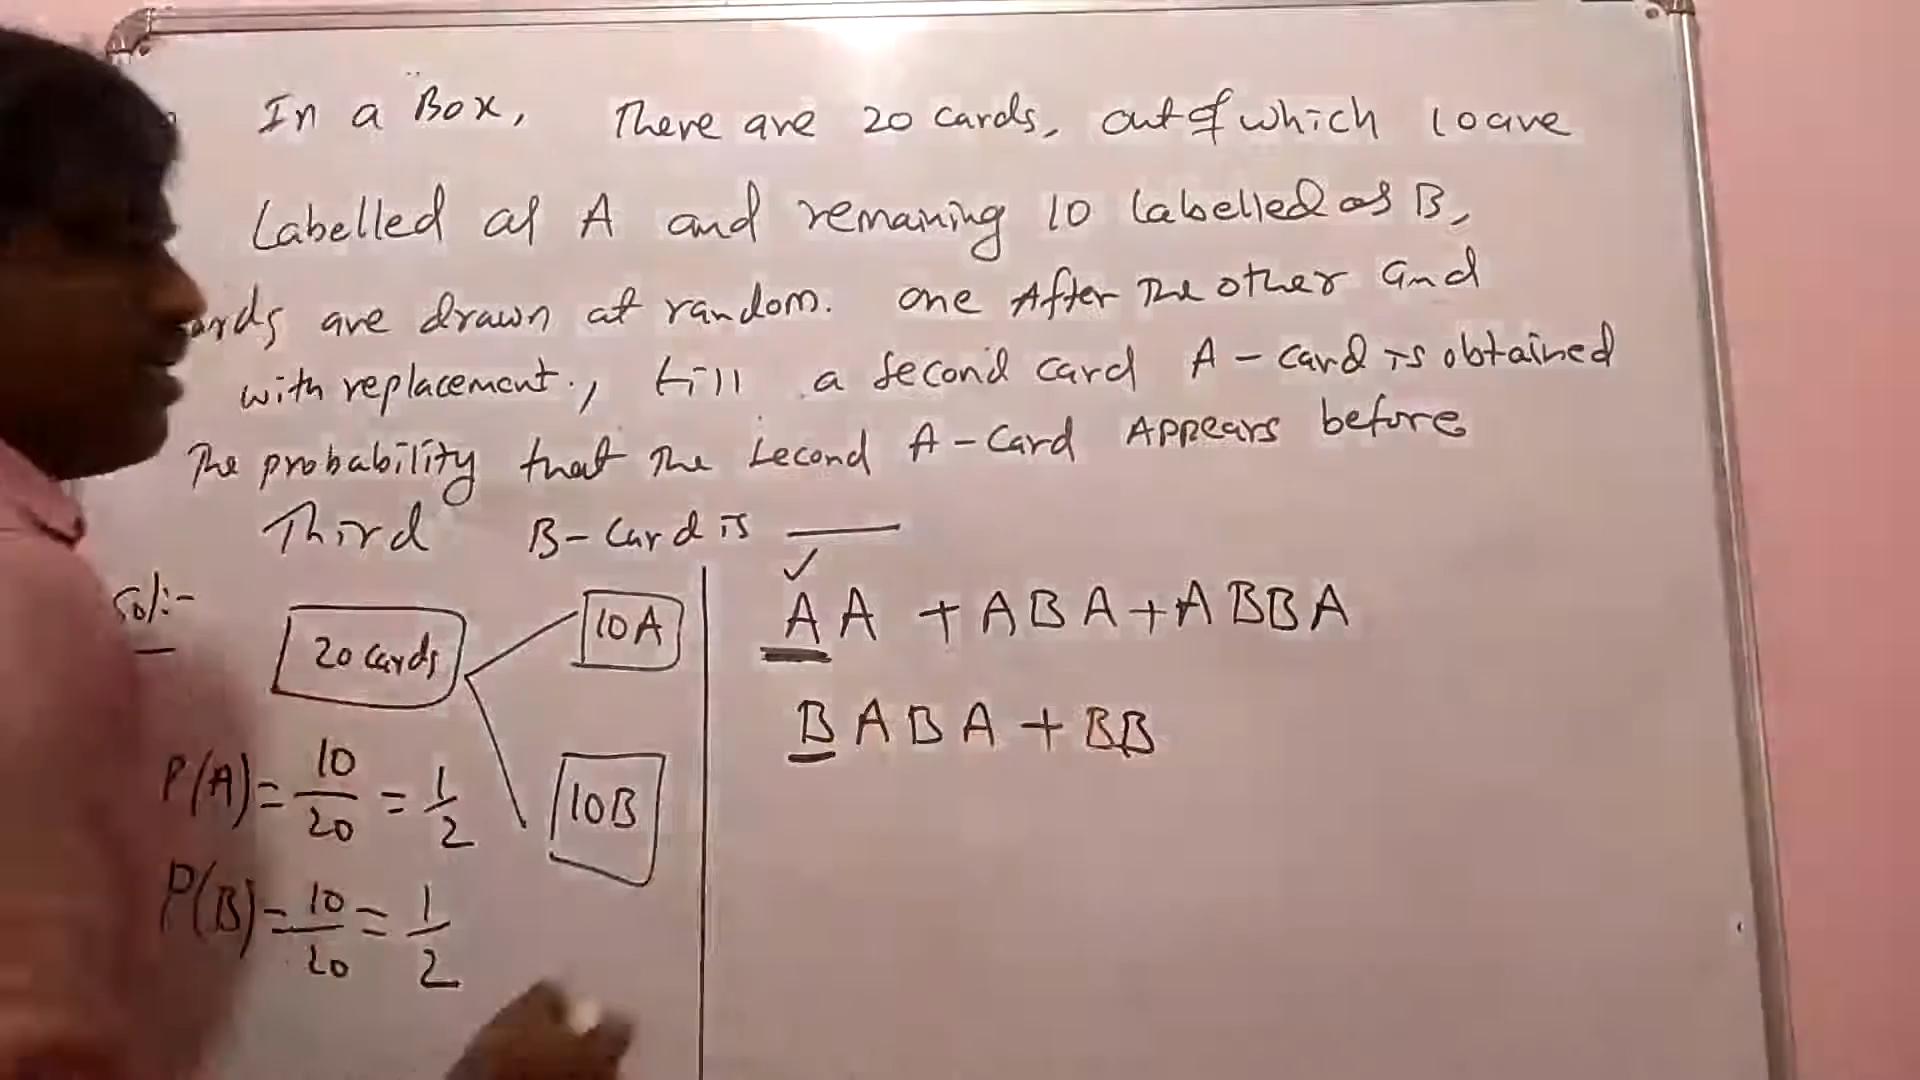 In a Box, There are 20 cards, out of which 10 are
Labelled as A and remaining 10 labelled as B,
ards are drawn at random. one After The other and
with replacement., till a second card A - card is obtained
The probability that The second A - Card Appears before
Third B - Card is ____
Sol:-
20 cards
10A
10B
P(A) = 10/20 = 1/2
P(B) = 10/20 = 1/2
✓
AA + ABA + ABBA
BABA + BB